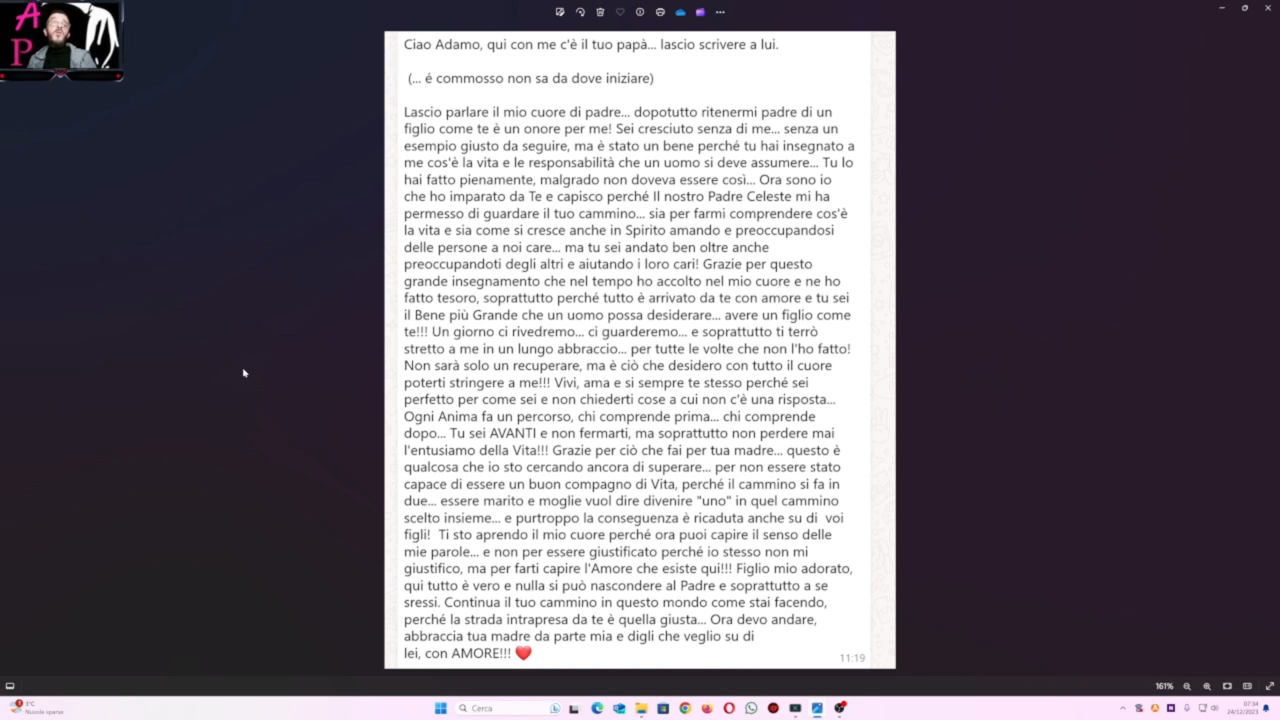 A
P
Ciao Adamo, qui con me c'è il tuo papà... lascio scrivere a lui.
(... é commosso non sa da dove iniziare)
Lascio parlare il mio cuore di padre... dopotutto ritenermi padre di un
figlio come te è un onore per me! Sei cresciuto senza di me... senza un
esempio giusto da seguire, ma è stato un bene perché tu hai insegnato a
me cos'è la vita e le responsabilità che un uomo si deve assumere... Tu lo
hai fatto pienamente, malgrado non doveva essere così... Ora sono io
che ho imparato da Te e capisco perché Il nostro Padre Celeste mi ha
permesso di guardare il tuo cammino... sia per farmi comprendere cos'è
la vita e sia come si cresce anche in Spirito amando e preoccupandosi
delle persone a noi care... ma tu sei andato ben oltre anche
preoccupandoti degli altri e aiutando i loro cari! Grazie per questo
grande insegnamento che nel tempo ho accolto nel mio cuore e ne ho
fatto tesoro, soprattutto perché tutto è arrivato da te con amore e tu sei
il Bene più Grande che un uomo possa desiderare... avere un figlio come
te!!! Un giorno ci rivedremo... ci guarderemo... e soprattutto ti terrò
stretto a me in un lungo abbraccio... per tutte le volte che non l'ho fatto!
Non sarà solo un recuperare, ma è ciò che desidero con tutto il cuore
poterti stringere a me!!! Vivi, ama e si sempre te stesso perché sei
perfetto per come sei e non chiederti cose a cui non c'è una risposta...
Ogni Anima fa un percorso, chi comprende prima... chi comprende
dopo... Tu sei AVANTI e non fermarti, ma soprattutto non perdere mai
l'entusiamo della Vita!!! Grazie per ciò che fai per tua madre... questo è
qualcosa che io sto cercando ancora di superare... per non essere stato
capace di essere un buon compagno di Vita, perché il cammino si fa in
due... essere marito e moglie vuol dire divenire "uno" in quel cammino
scelto insieme... e purtroppo la conseguenza è ricaduta anche su di  voi
figli!  Ti sto aprendo il mio cuore perché ora puoi capire il senso delle
mie parole... e non per essere giustificato perché io stesso non mi
giustifico, ma per farti capire l'Amore che esiste qui!!! Figlio mio adorato,
qui tutto è vero e nulla si può nascondere al Padre e soprattutto a se
sressi. Continua il tuo cammino in questo mondo come stai facendo,
perché la strada intrapresa da te è quella giusta... Ora devo andare,
abbraccia tua madre da parte mia e digli che veglio su di
lei, con AMORE!!! ❤️
11:19
161%
3°C
Nuvole sparse
Cerca
07:34
24/12/2023